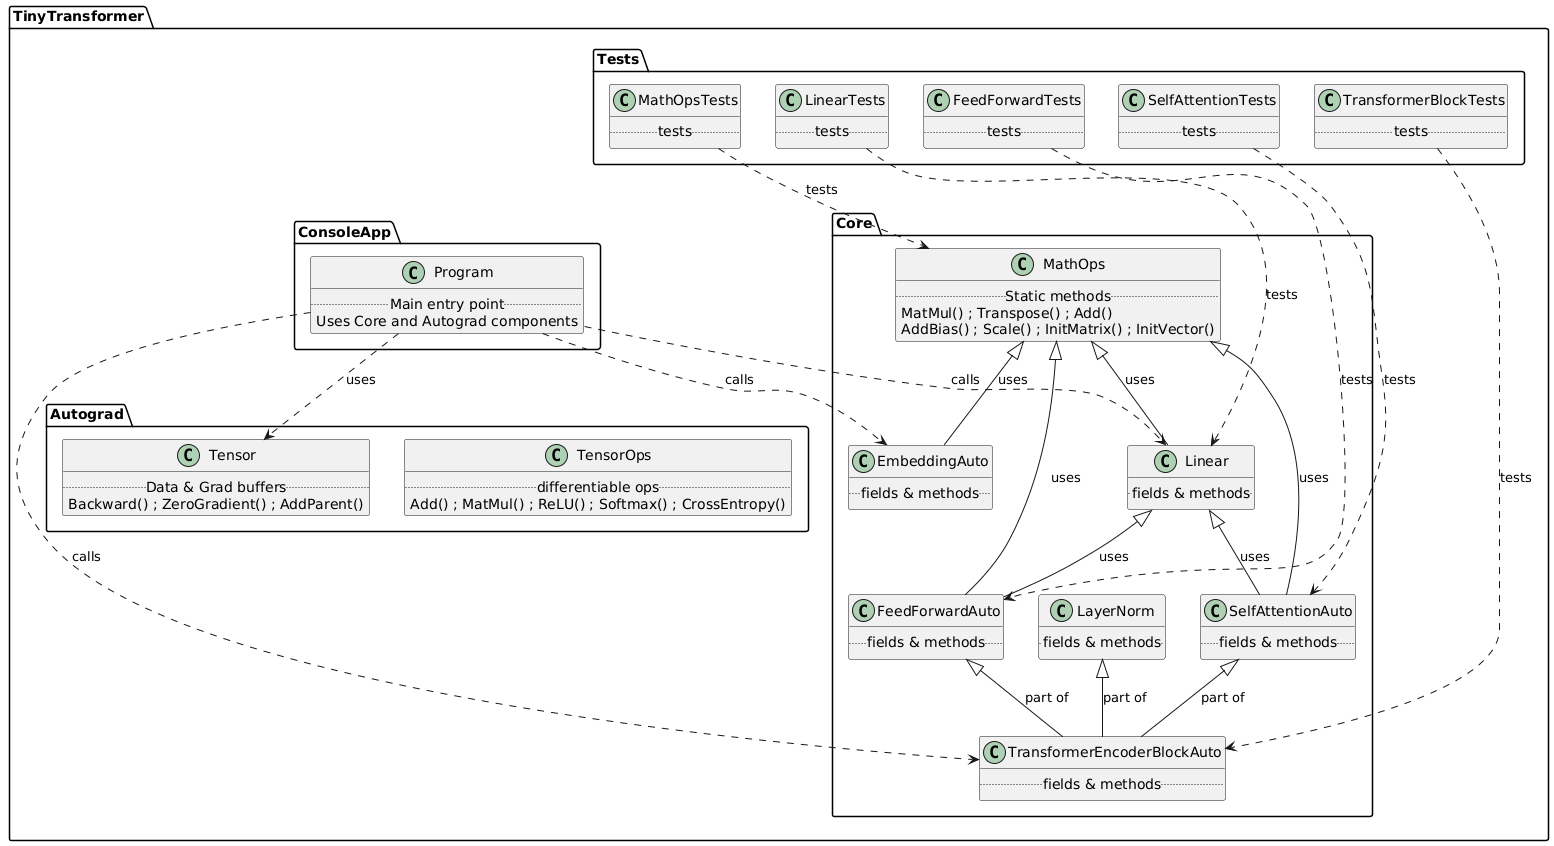 TinyTransformer
Tests
C MathOpsTests
tests
C LinearTests
tests
C FeedForwardTests
tests
C SelfAttentionTests
tests
C TransformerBlockTests
tests
tests
ConsoleApp
C Program
Main entry point
Uses Core and Autograd components
Core
C MathOps
Static methods
MatMul() ; Transpose() ; Add()
AddBias() ; Scale() ; InitMatrix() ; InitVector()
tests
uses
calls
calls
uses
uses
tests
tests
Autograd
C Tensor
Data & Grad buffers
Backward() ; ZeroGradient() ; AddParent()
C TensorOps
differentiable ops
Add() ; MatMul() ; ReLU() ; Softmax() ; CrossEntropy()
C EmbeddingAuto
fields & methods
C Linear
fields & methods
uses
uses
tests
calls
uses
uses
C FeedForwardAuto
fields & methods
C LayerNorm
fields & methods
C SelfAttentionAuto
fields & methods
part of
part of
part of
C TransformerEncoderBlockAuto
fields & methods